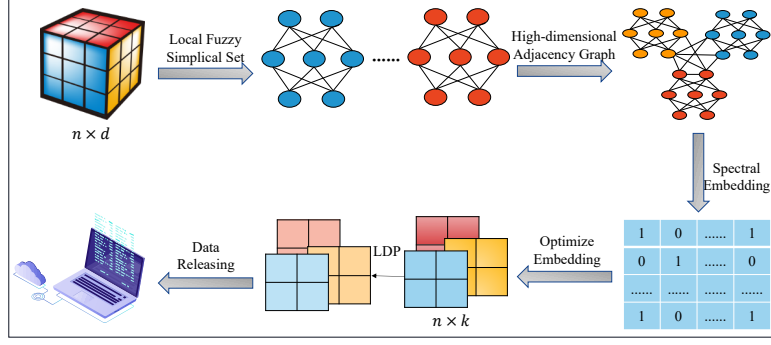 Local Fuzzy
Simplical Set
......
High-dimensional
Adjacency Graph
n × d
Spectral
Embedding
1 0 ...... 1
0 1 ...... 0
...... ...... ...... ......
1 0 ...... 1
Optimize
Embedding
n × k
LDP
Data
Releasing